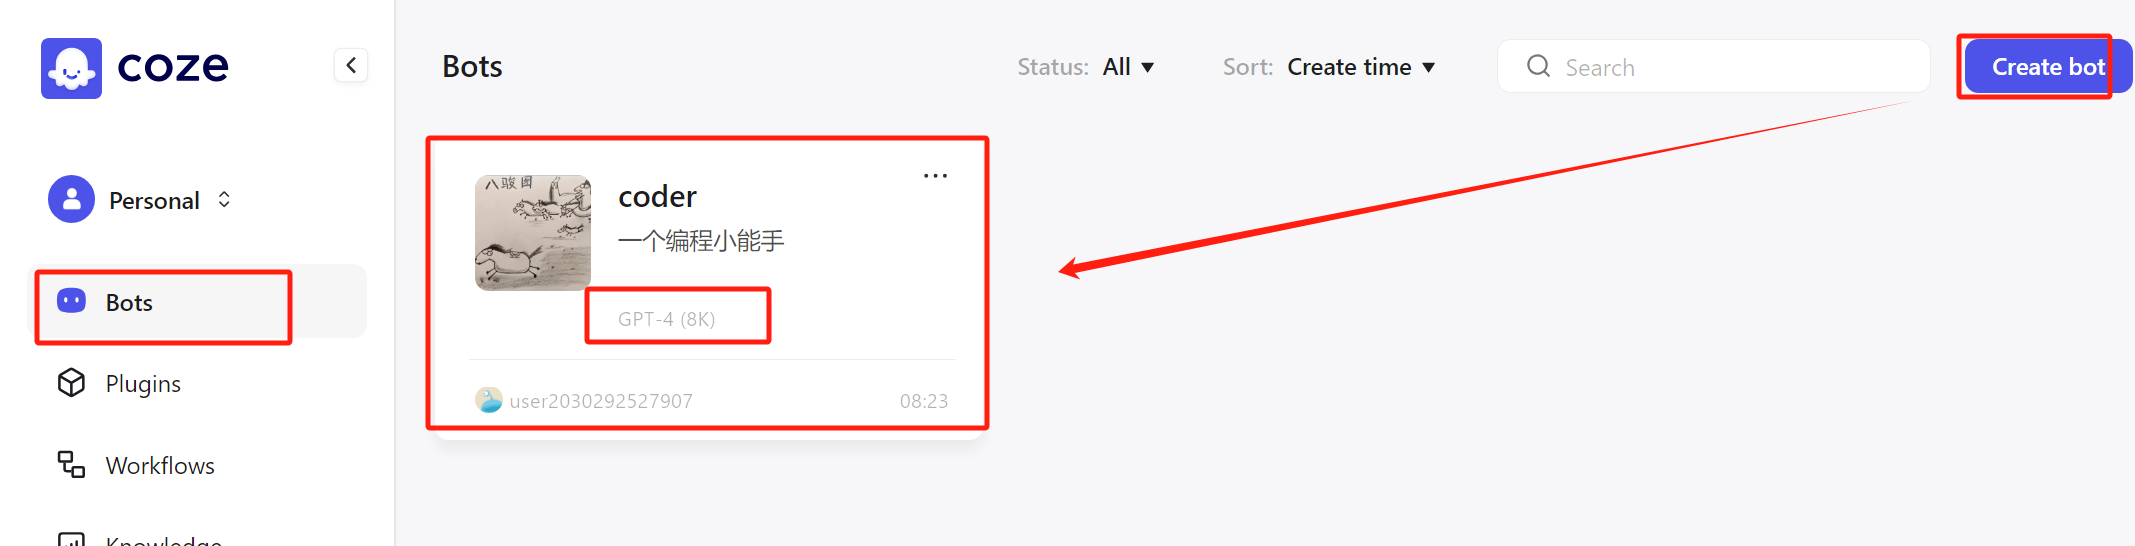 coze
Personal
Bots
Plugins
Workflows
Knowledge
Bots
Status: All
Sort: Create time
Search
Create bot
八骏图
coder
一个编程小能手
GPT-4 (8K)
user2030292527907
08:23